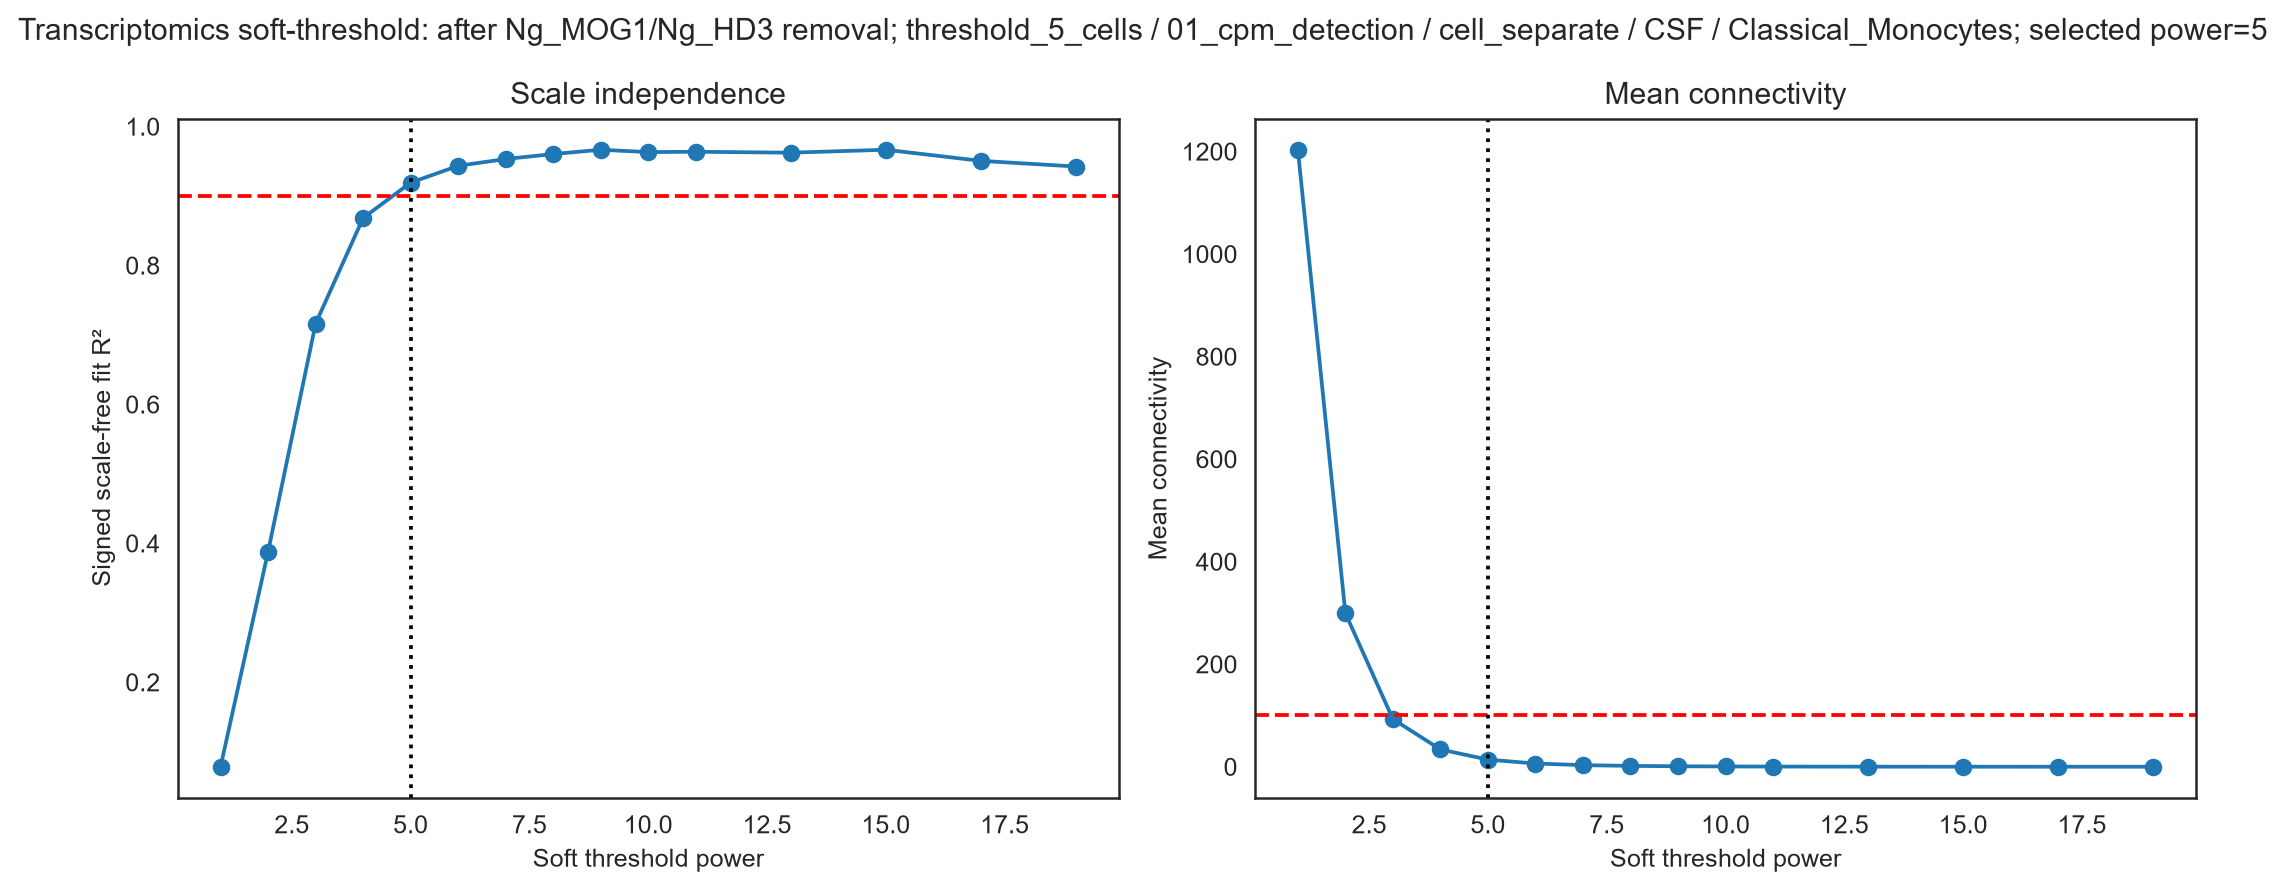 Transcriptomics soft-threshold: after Ng_MOG1/Ng_HD3 removal; threshold_5_cells / 01_cpm_detection / cell_separate / CSF / Classical_Monocytes; selected power=5
Scale independence
Signed scale-free fit R²
1.0
0.8
0.6
0.4
0.2
2.5 5.0 7.5 10.0 12.5 15.0 17.5
Soft threshold power
Mean connectivity
Mean connectivity
1200
1000
800
600
400
200
0
2.5 5.0 7.5 10.0 12.5 15.0 17.5
Soft threshold power